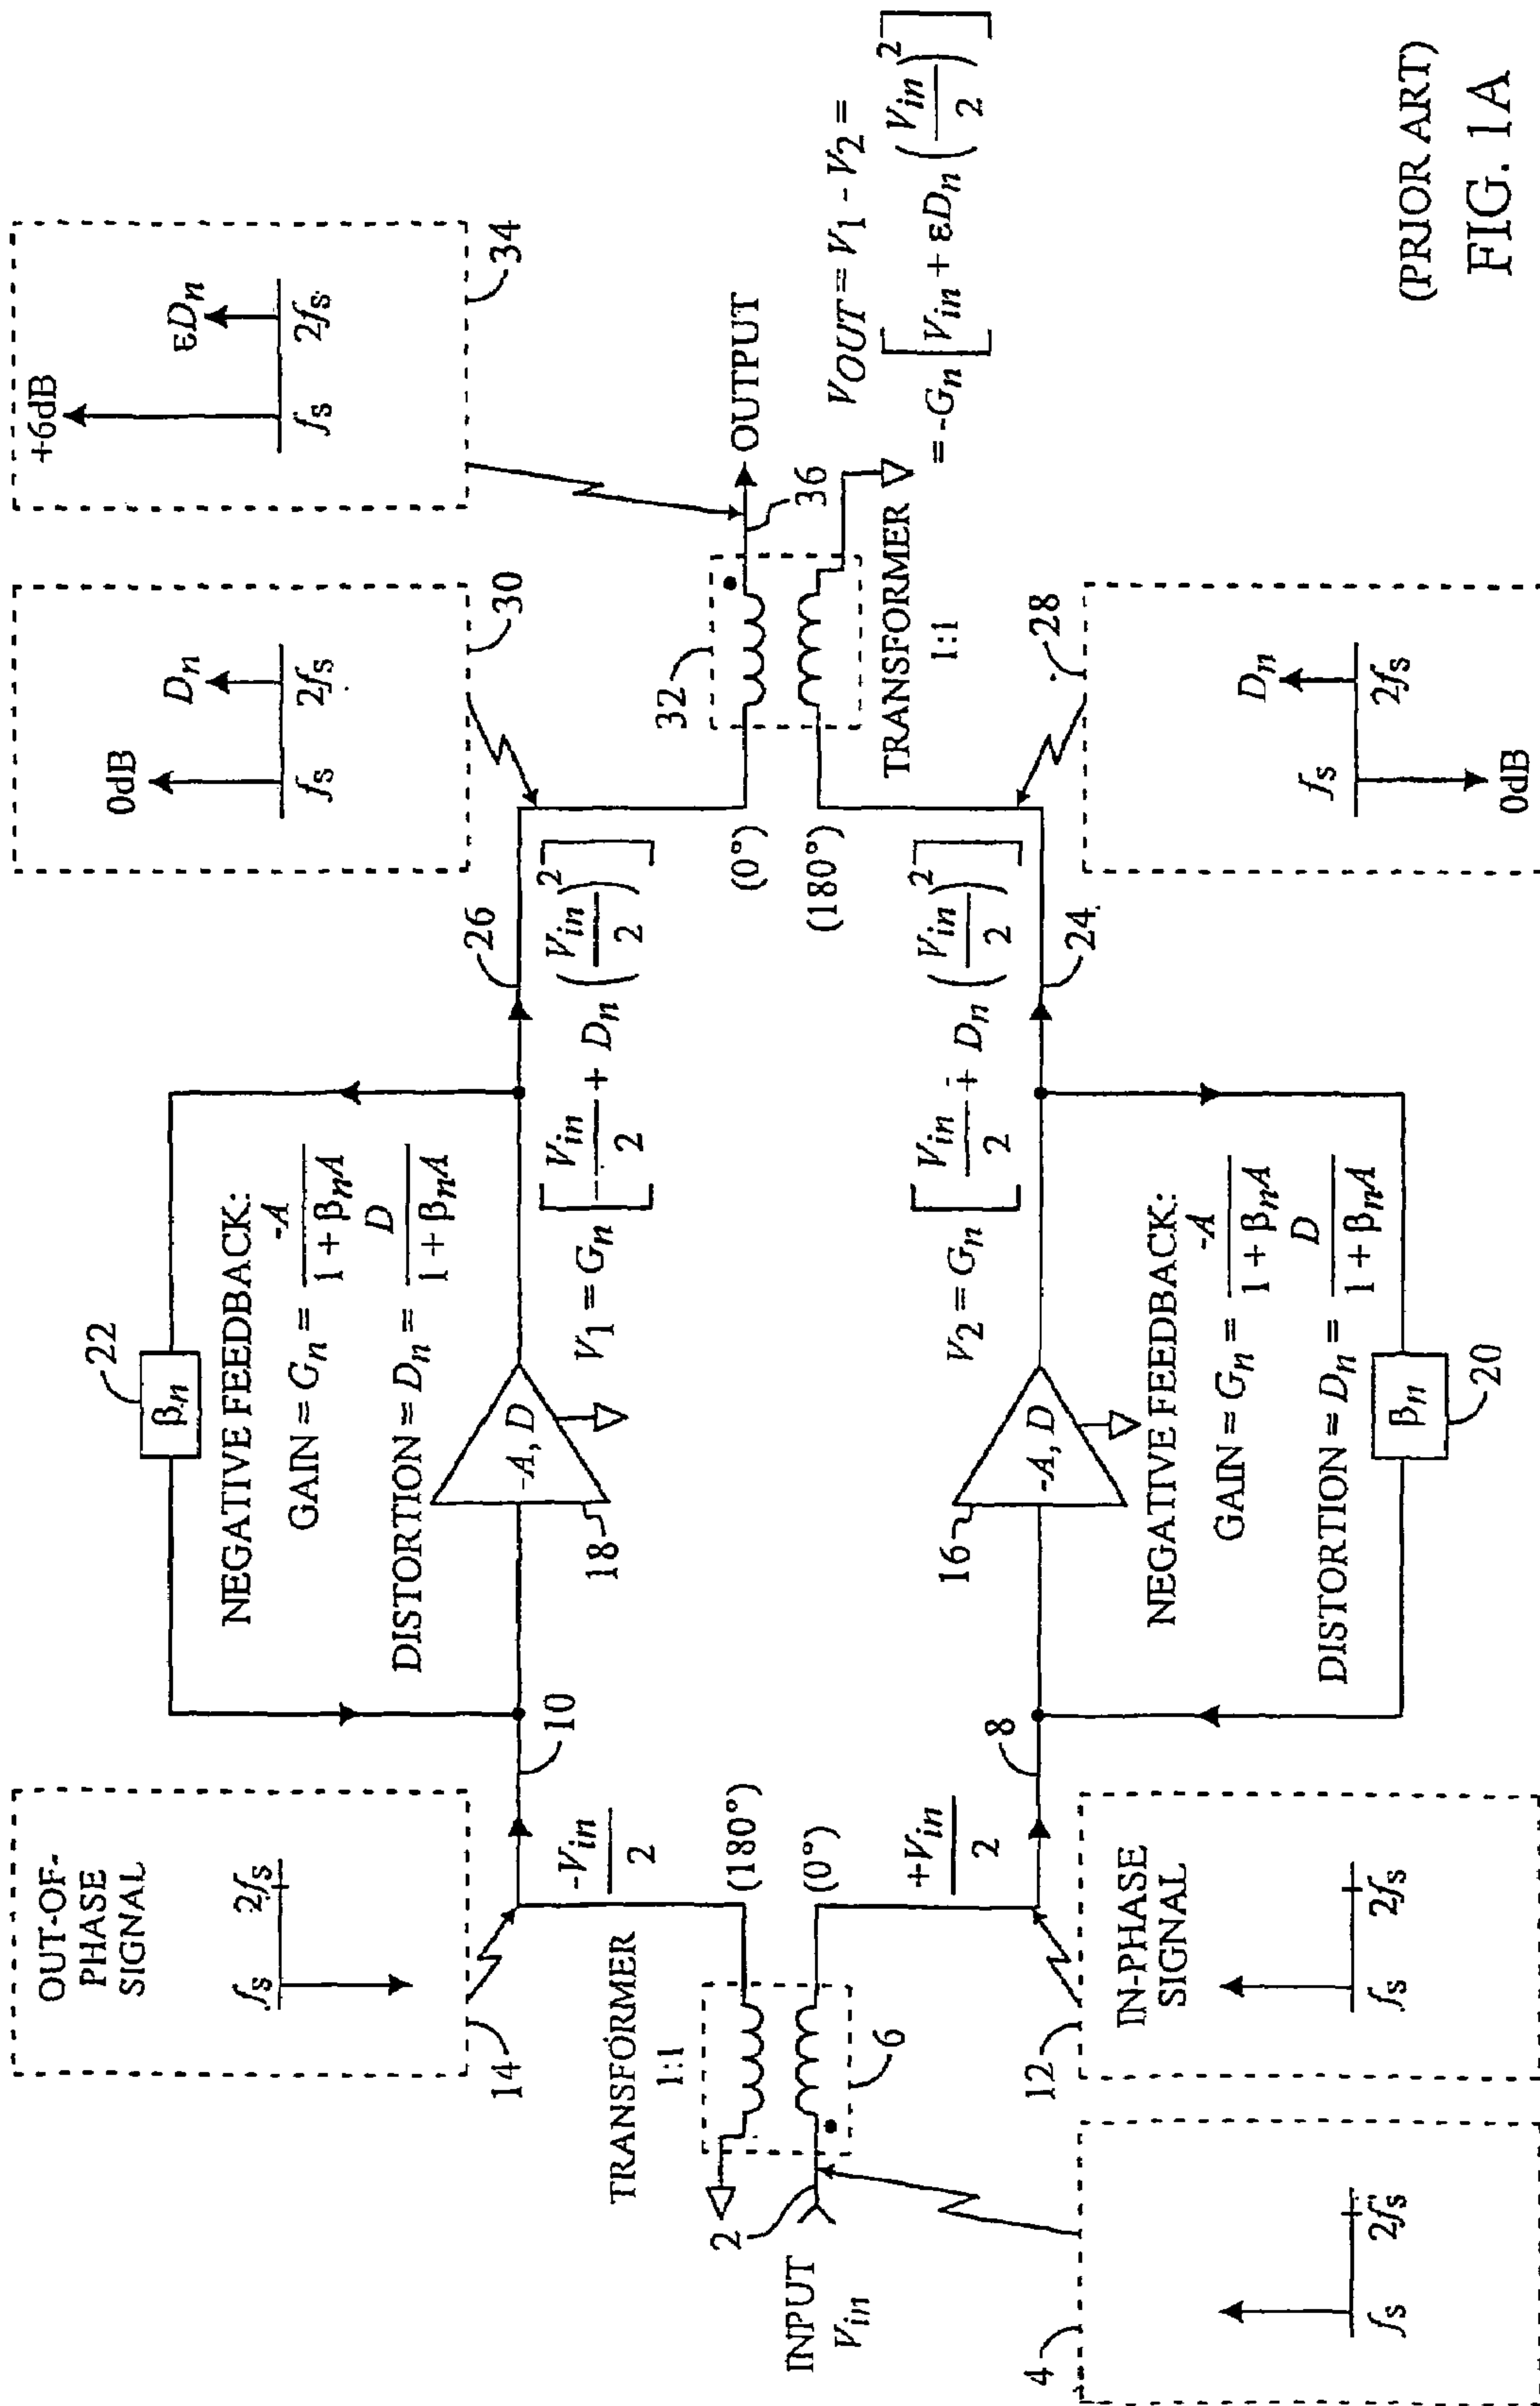 OUT-OF-
PHASE
SIGNAL
fs 2fs
14
22
βn
NEGATIVE FEEDBACK:
GAIN = Gn = -A / 1 + βnA
DISTORTION = Dn = D / 1 + βnA
0dB
Dn
fs 2fs
30
+6dB
εDn
fs 2fs
34
-Vin / 2
10
-A, D
18
26
V1 = Gn [ -Vin / 2 + Dn (Vin / 2)² ]
TRANSFORMER
1:1
(180°)
(0°)
32
OUTPUT
36
(0°)
(180°)
TRANSFORMER
1:1
VOUT = V1 - V2 =
= -Gn [ Vin + εDn (Vin / 2)² ]
2
INPUT
Vin
6
+Vin / 2
8
-A, D
16
24
V2 = Gn [ Vin / 2 + Dn (Vin / 2)² ]
NEGATIVE FEEDBACK:
GAIN = Gn = -A / 1 + βnA
DISTORTION = Dn = D / 1 + βnA
βn
20
4
fs 2fs
12
IN-PHASE
SIGNAL
fs 2fs
28
Dn
fs 2fs
0dB
(PRIOR ART)
FIG. 1A